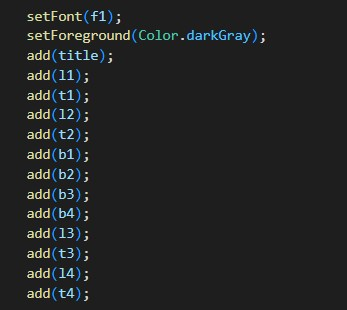 setFont(f1);
setForeground(Color.darkGray);
add(title);
add(l1);
add(t1);
add(l2);
add(t2);
add(b1);
add(b2);
add(b3);
add(b4);
add(l3);
add(t3);
add(l4);
add(t4);